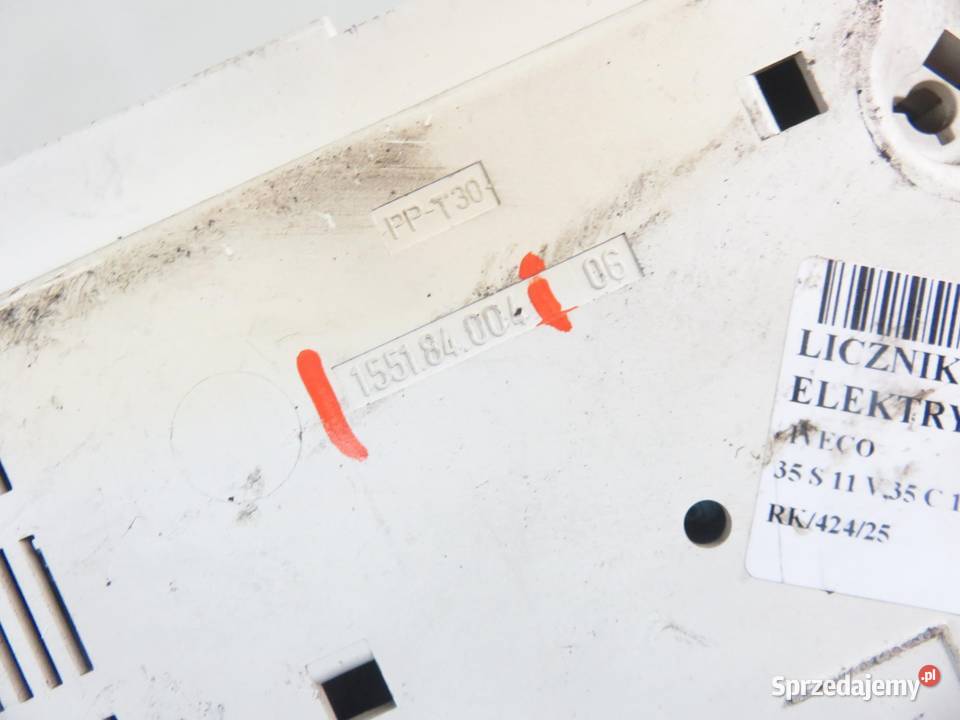 PP-T30
1551.84.004 06
LICZNIK
ELEKTRY
IVECO
35 S 11 V,35 C 1
RK/424/25
Sprzedajemy.pl